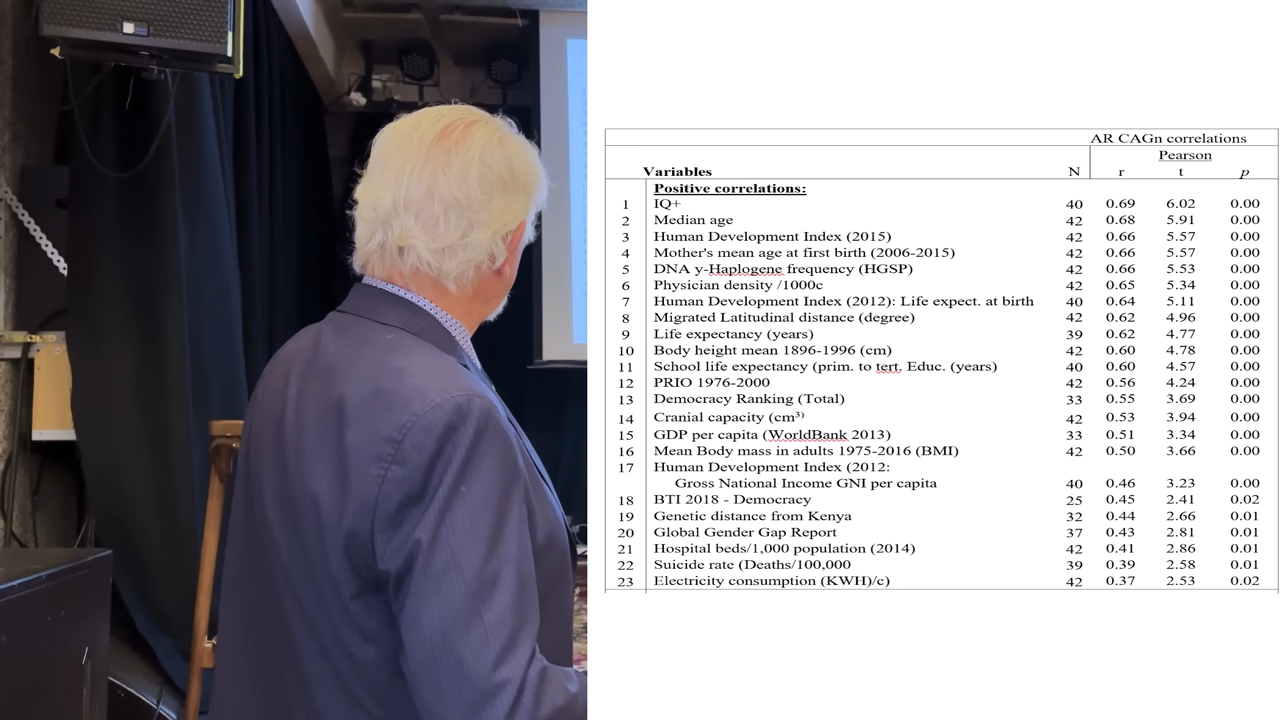 AR CAGn correlations
Pearson
Variables N r t p
Positive correlations:
1 IQ+ 40 0.69 6.02 0.00
2 Median age 42 0.68 5.91 0.00
3 Human Development Index (2015) 42 0.66 5.57 0.00
4 Mother's mean age at first birth (2006-2015) 42 0.66 5.57 0.00
5 DNA y-Haplogene frequency (HGSP) 42 0.66 5.53 0.00
6 Physician density /1000c 42 0.65 5.34 0.00
7 Human Development Index (2012): Life expect. at birth 40 0.64 5.11 0.00
8 Migrated Latitudinal distance (degree) 42 0.62 4.96 0.00
9 Life expectancy (years) 39 0.62 4.77 0.00
10 Body height mean 1896-1996 (cm) 42 0.60 4.78 0.00
11 School life expectancy (prim. to tert. Educ. (years) 40 0.60 4.57 0.00
12 PRIO 1976-2000 42 0.56 4.24 0.00
13 Democracy Ranking (Total) 33 0.55 3.69 0.00
14 Cranial capacity (cm³⁾ 42 0.53 3.94 0.00
15 GDP per capita (WorldBank 2013) 33 0.51 3.34 0.00
16 Mean Body mass in adults 1975-2016 (BMI) 42 0.50 3.66 0.00
17 Human Development Index (2012:
Gross National Income GNI per capita 40 0.46 3.23 0.00
18 BTI 2018 - Democracy 25 0.45 2.41 0.02
19 Genetic distance from Kenya 32 0.44 2.66 0.01
20 Global Gender Gap Report 37 0.43 2.81 0.01
21 Hospital beds/1,000 population (2014) 42 0.41 2.86 0.01
22 Suicide rate (Deaths/100,000 39 0.39 2.58 0.01
23 Electricity consumption (KWH)/c) 42 0.37 2.53 0.02